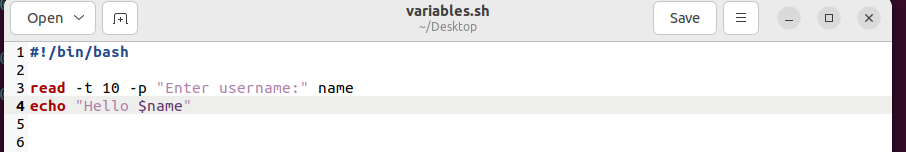 Open
variables.sh
~/Desktop
Save
1 #!/bin/bash
2
3 read -t 10 -p "Enter username:" name
4 echo "Hello $name"
5
6